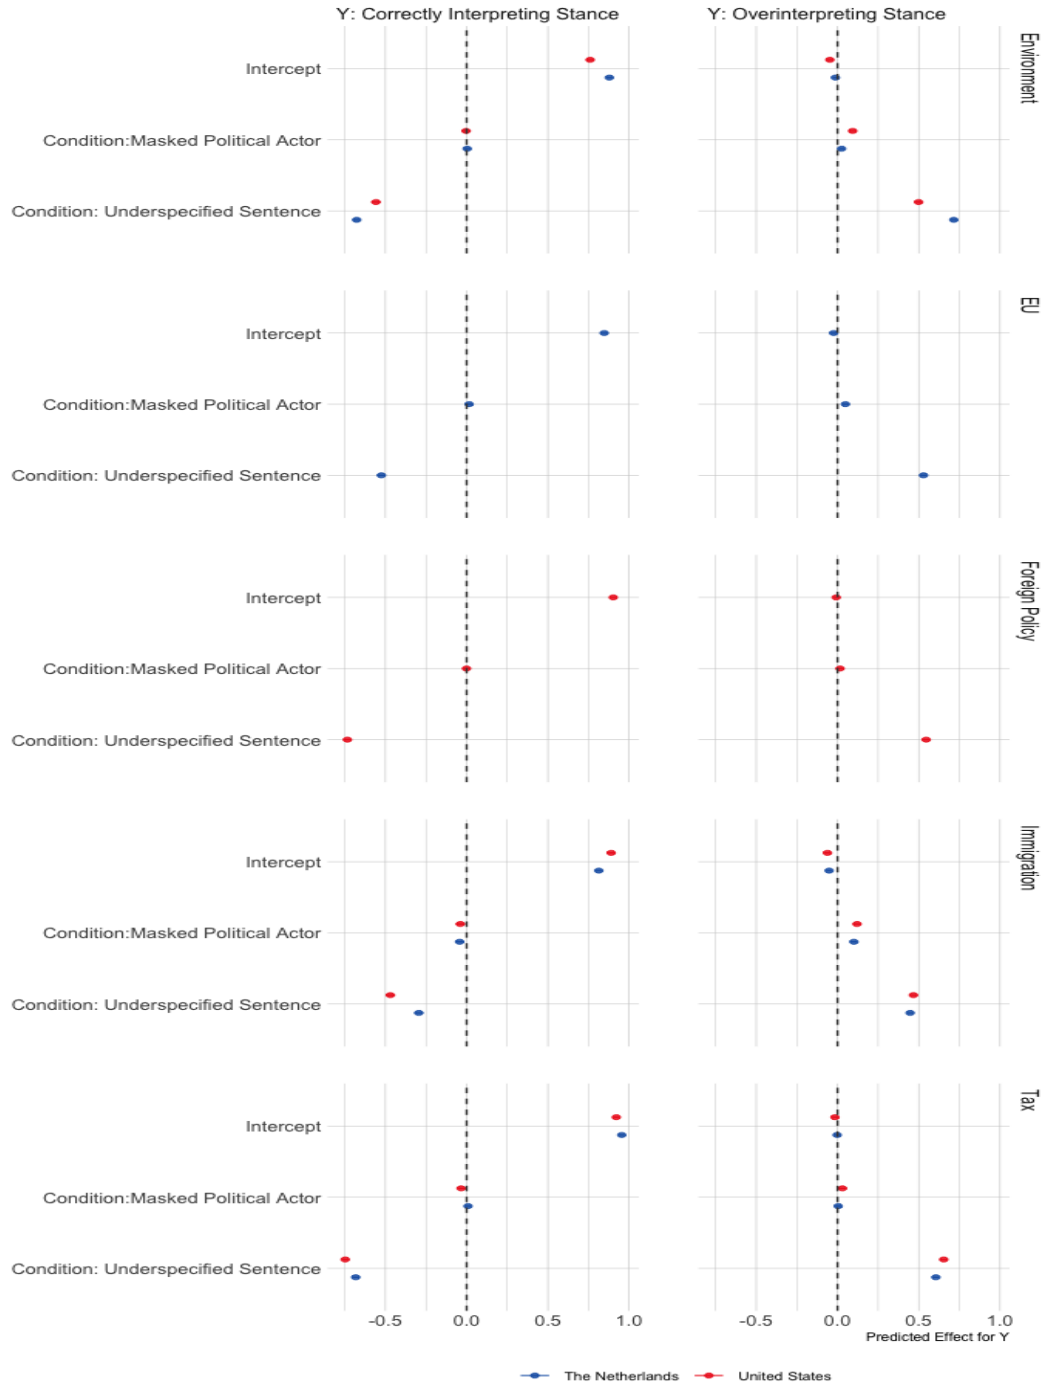 Y: Correctly Interpreting Stance
Y: Overinterpreting Stance
Environment
Intercept
Condition:Masked Political Actor
Condition: Underspecified Sentence
EU
Intercept
Condition:Masked Political Actor
Condition: Underspecified Sentence
Foreign Policy
Intercept
Condition:Masked Political Actor
Condition: Underspecified Sentence
Immigration
Intercept
Condition:Masked Political Actor
Condition: Underspecified Sentence
Tax
Intercept
Condition:Masked Political Actor
Condition: Underspecified Sentence
-0.5 0.0 0.5 1.0
-0.5 0.0 0.5 1.0
Predicted Effect for Y
The Netherlands United States